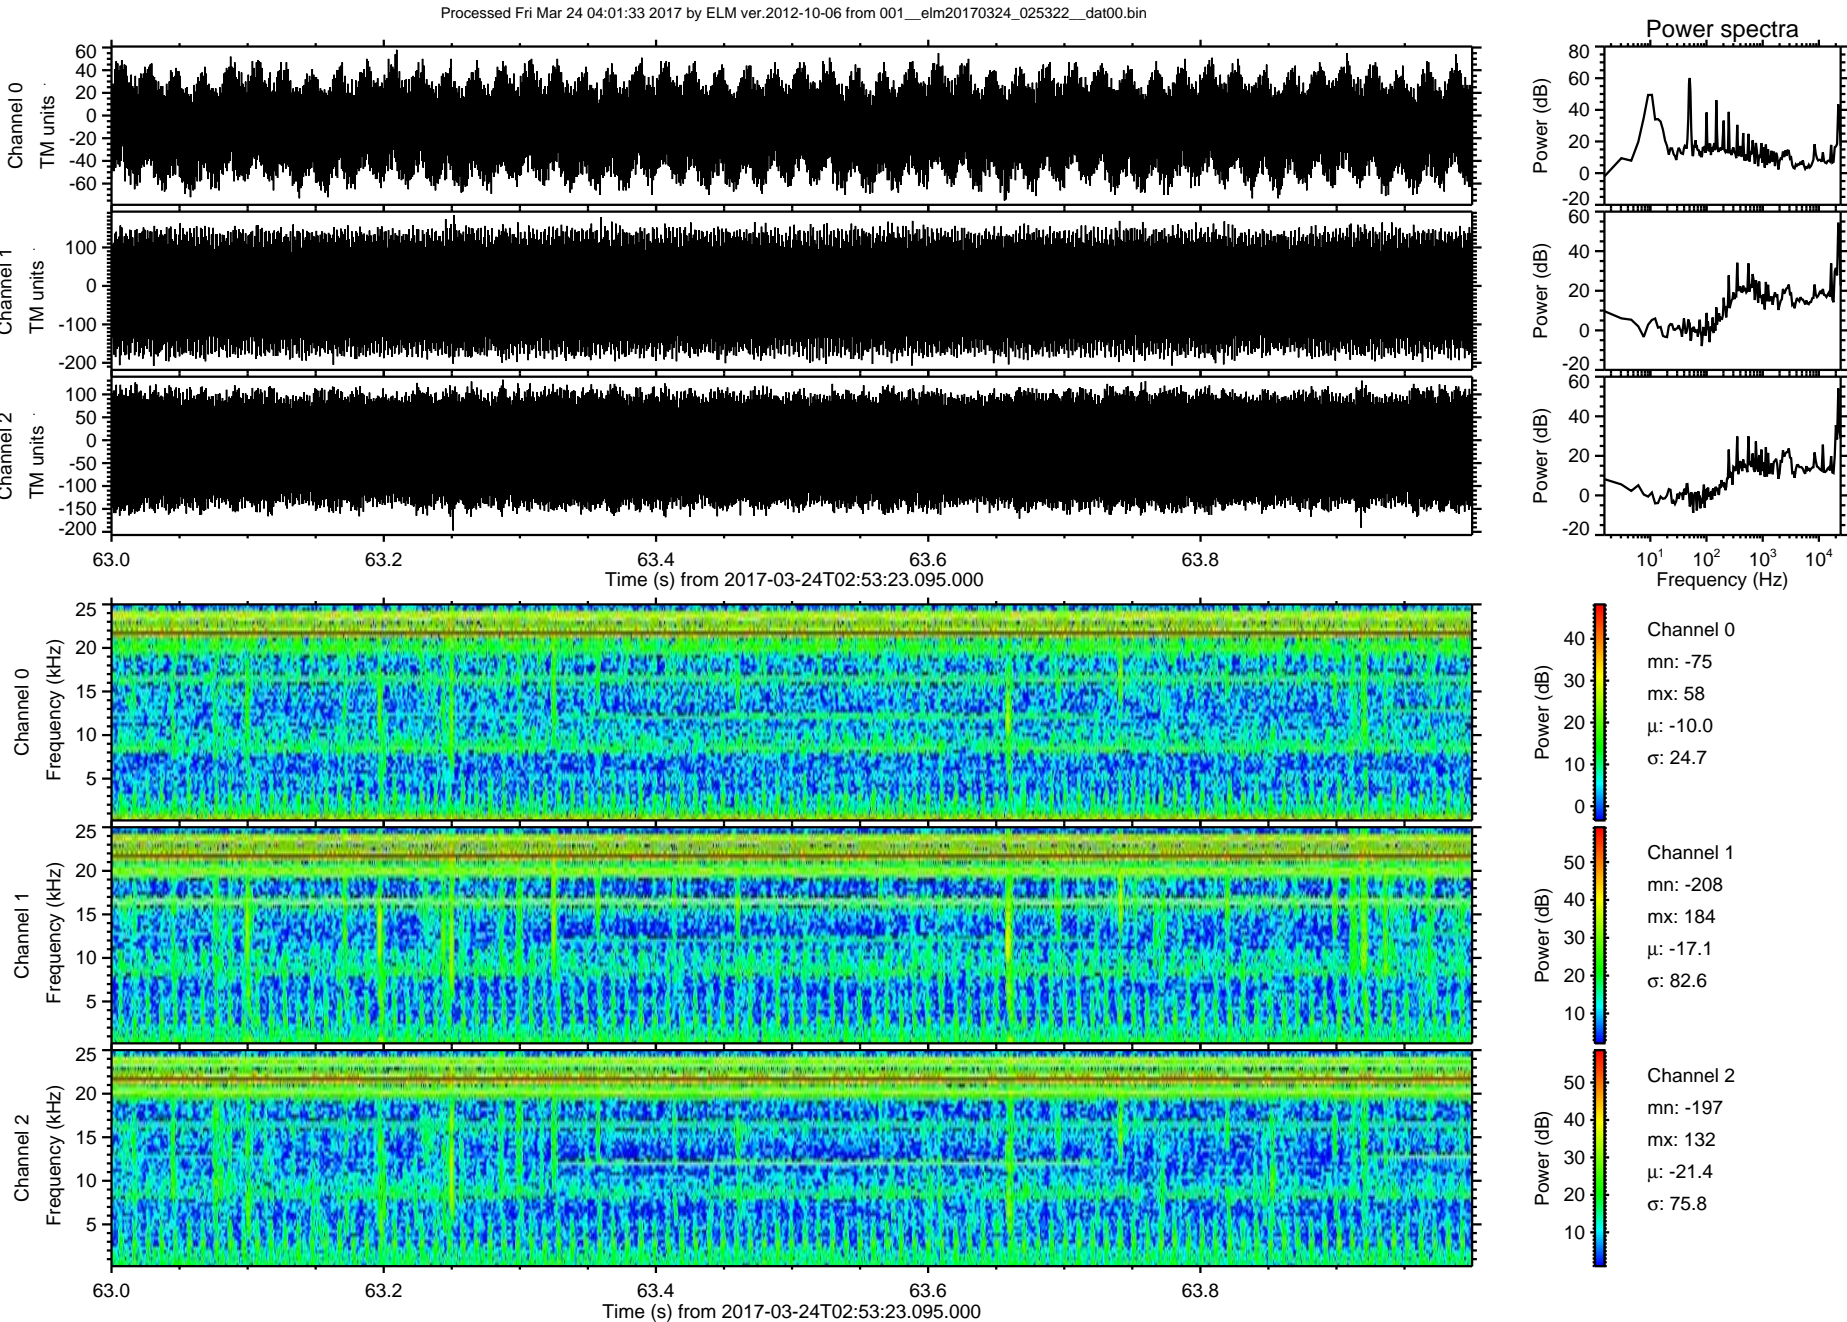 Processed Fri Mar 24 04:01:33 2017 by ELM ver.2012-10-06 from 001__elm20170324_025322__dat00.bin
Power spectra
Channel 0
TM units
60
40
20
0
-20
-40
-60
Power (dB)
80
60
40
20
0
-20
Channel 1
TM units
100
0
-100
-200
Power (dB)
60
40
20
0
-20
Channel 2
TM units
100
50
0
-50
-100
-150
-200
Power (dB)
60
40
20
0
-20
63.0 63.2 63.4 63.6 63.8
Time (s) from 2017-03-24T02:53:23.095.000
10^1 10^2 10^3 10^4
Frequency (Hz)
Channel 0
Frequency (kHz)
25
20
15
10
5
Power (dB)
40
30
20
10
0
Channel 0
mn: -75
mx: 58
μ: -10.0
σ: 24.7
Channel 1
Frequency (kHz)
25
20
15
10
5
Power (dB)
50
40
30
20
10
Channel 1
mn: -208
mx: 184
μ: -17.1
σ: 82.6
Channel 2
Frequency (kHz)
25
20
15
10
5
Power (dB)
50
40
30
20
10
Channel 2
mn: -197
mx: 132
μ: -21.4
σ: 75.8
63.0 63.2 63.4 63.6 63.8
Time (s) from 2017-03-24T02:53:23.095.000